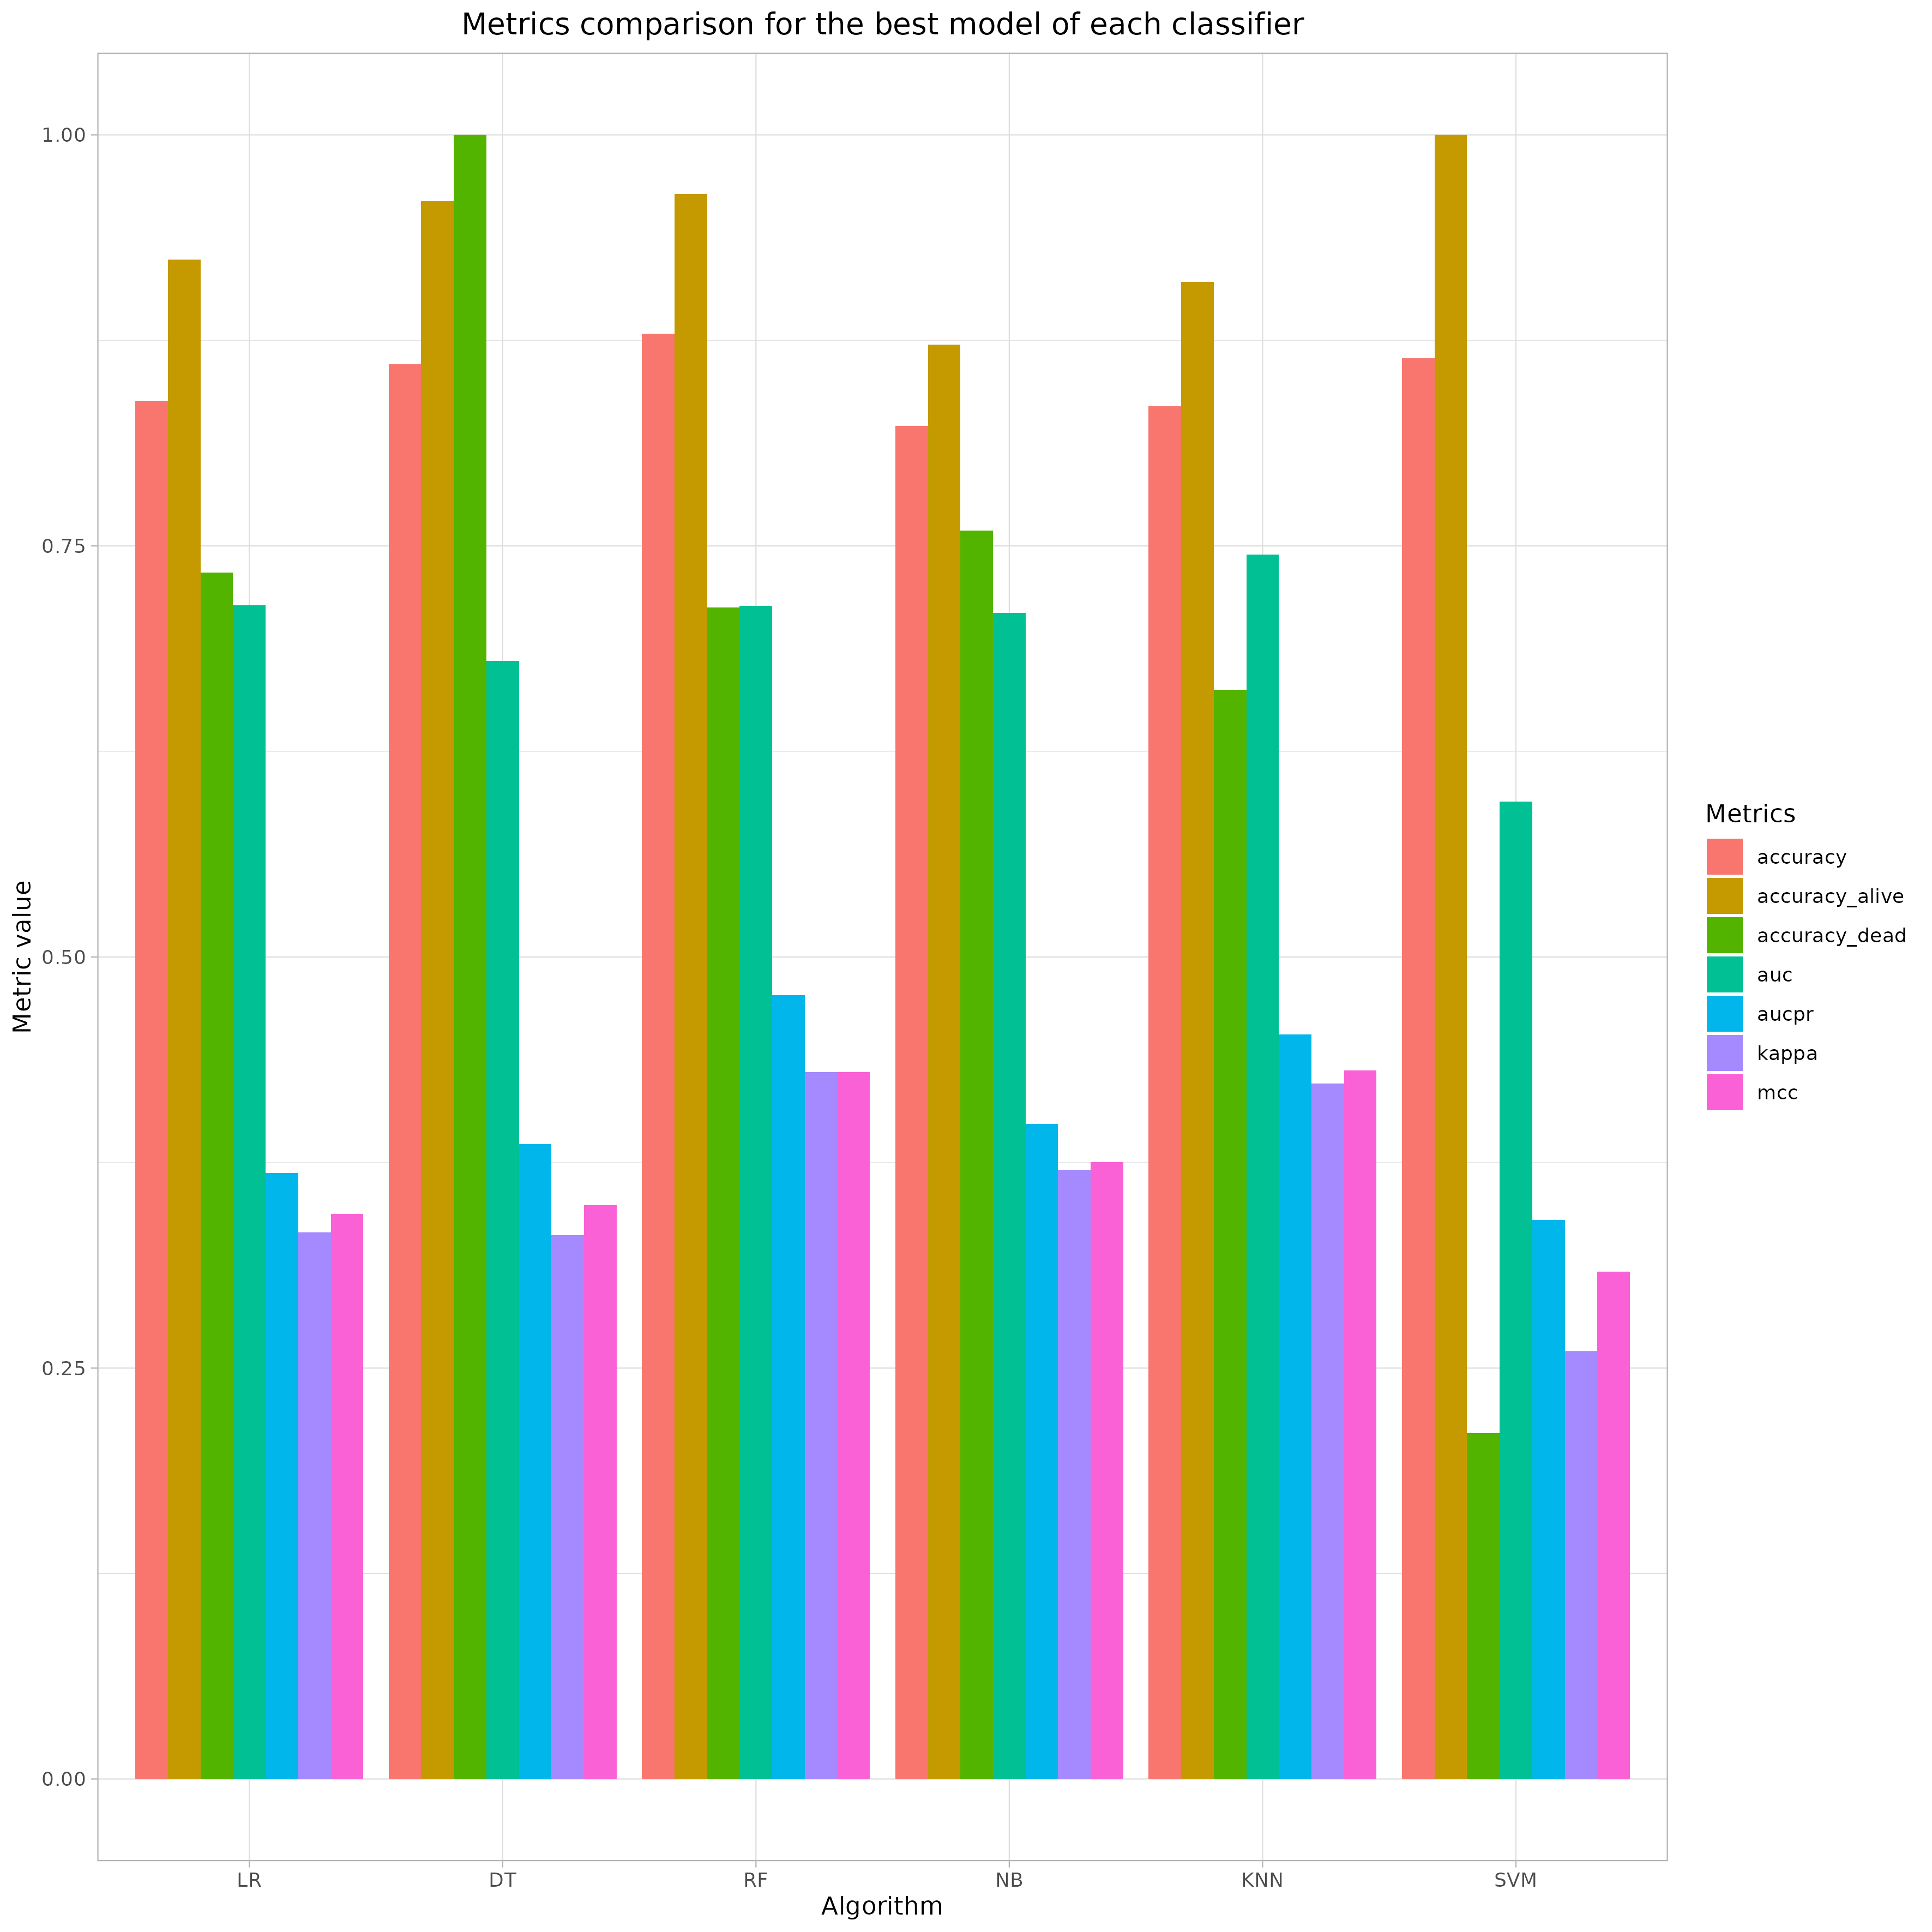 Metrics comparison for the best model of each classifier
1.00
0.75
0.50
0.25
0.00
Metric value
LR DT RF NB KNN SVM
Algorithm
Metrics
accuracy
accuracy_alive
accuracy_dead
auc
aucpr
kappa
mcc